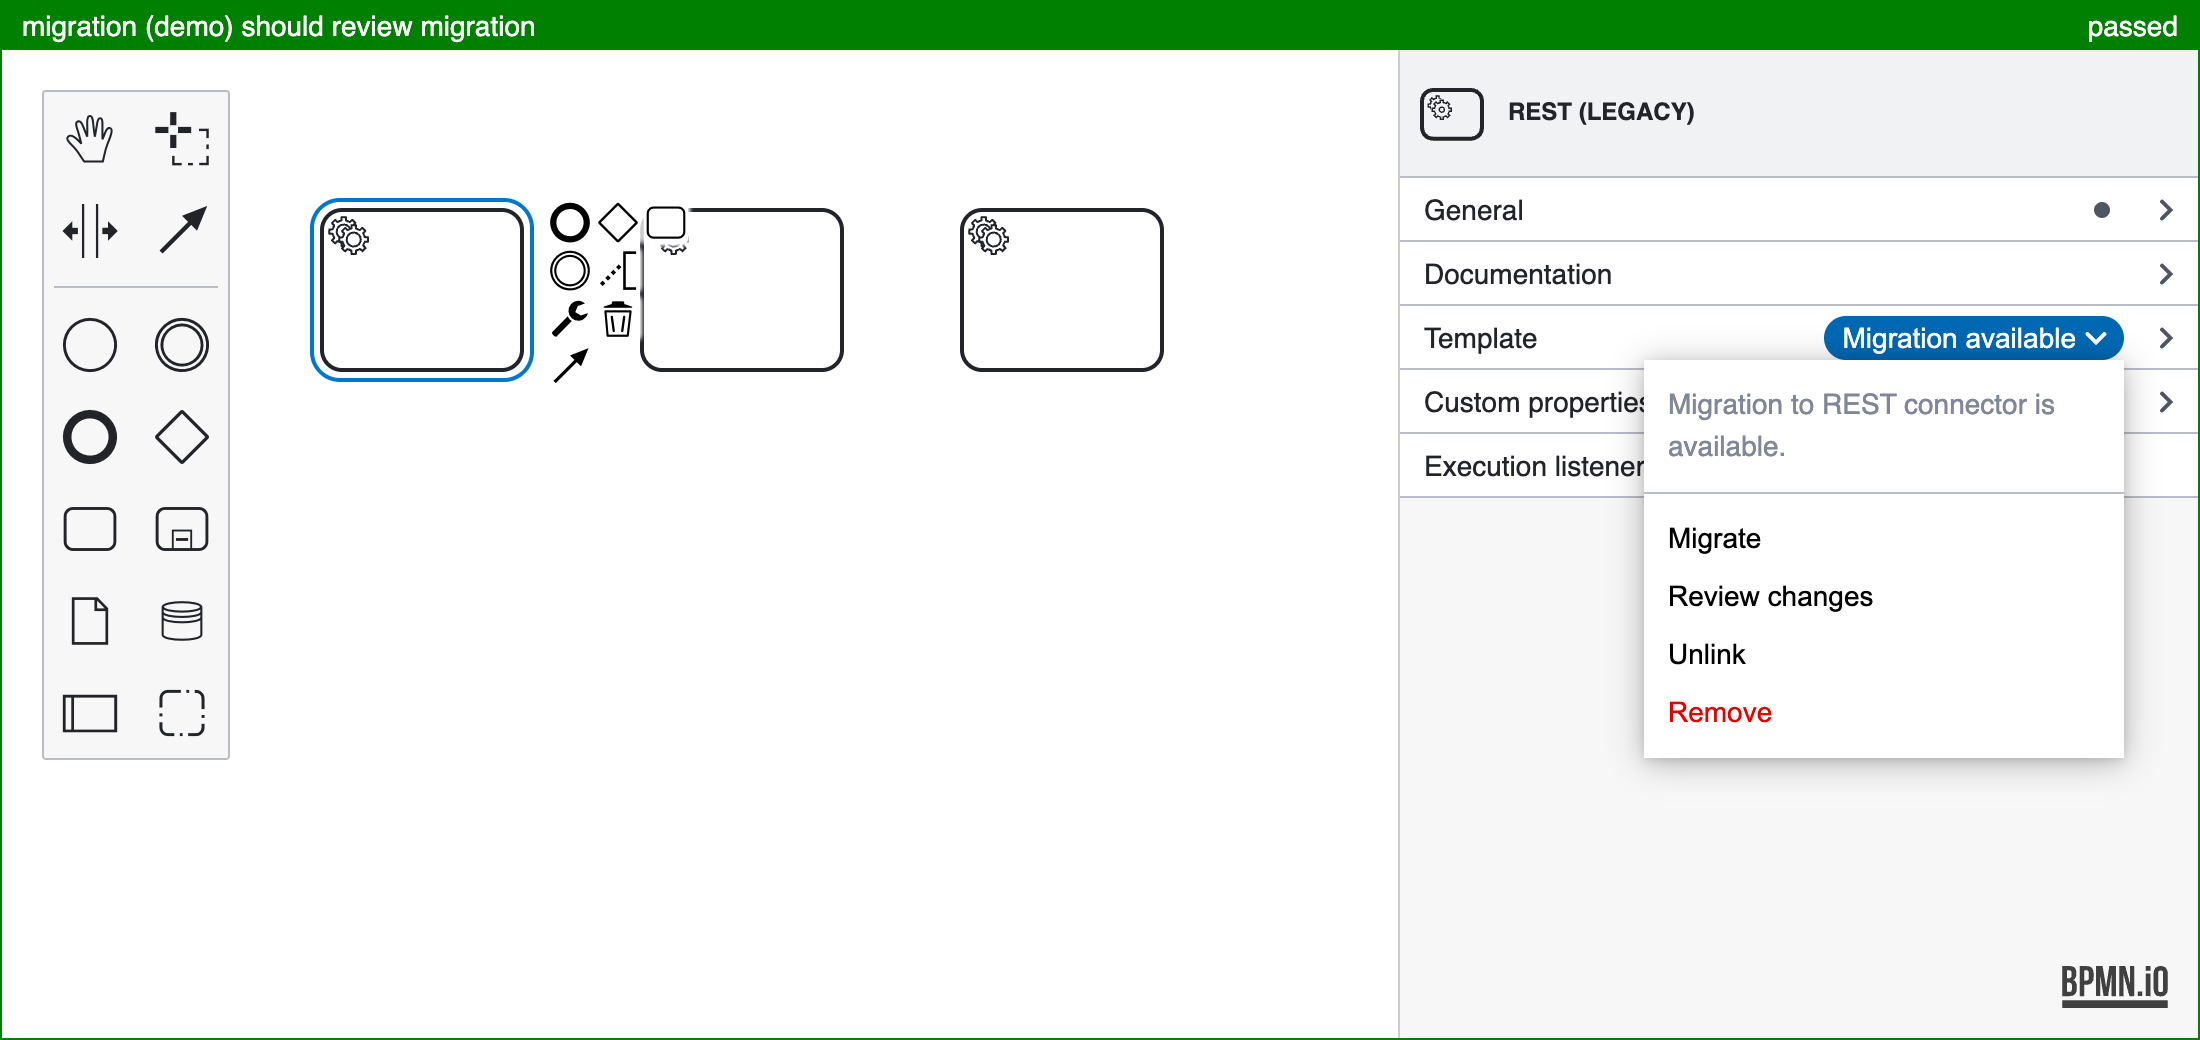 migration (demo) should review migration
passed
REST (LEGACY)
General
Documentation
Template
Migration available
Custom properties
Migration to REST connector is
available.
Execution listener
Migrate
Review changes
Unlink
Remove
BPMN.iO